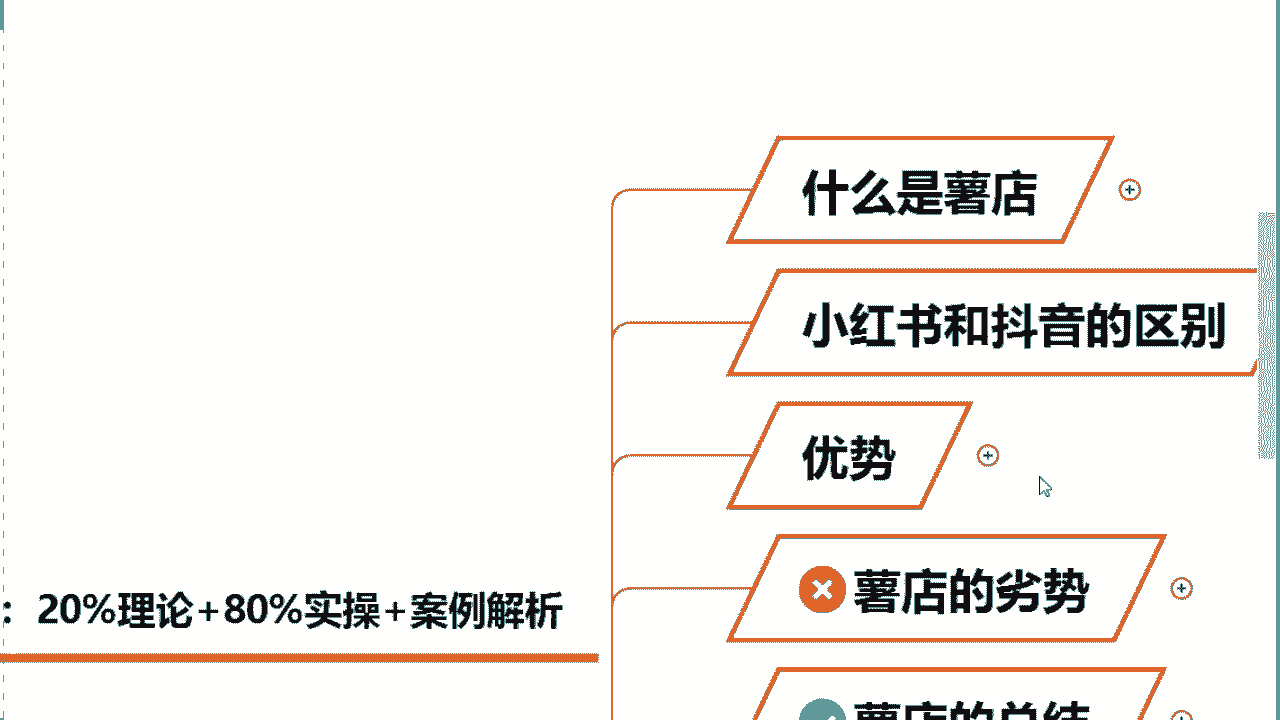 什么是薯店
小红书和抖音的区别
优势
薯店的劣势
：20%理论+80%实操+案例解析
薯店的总结